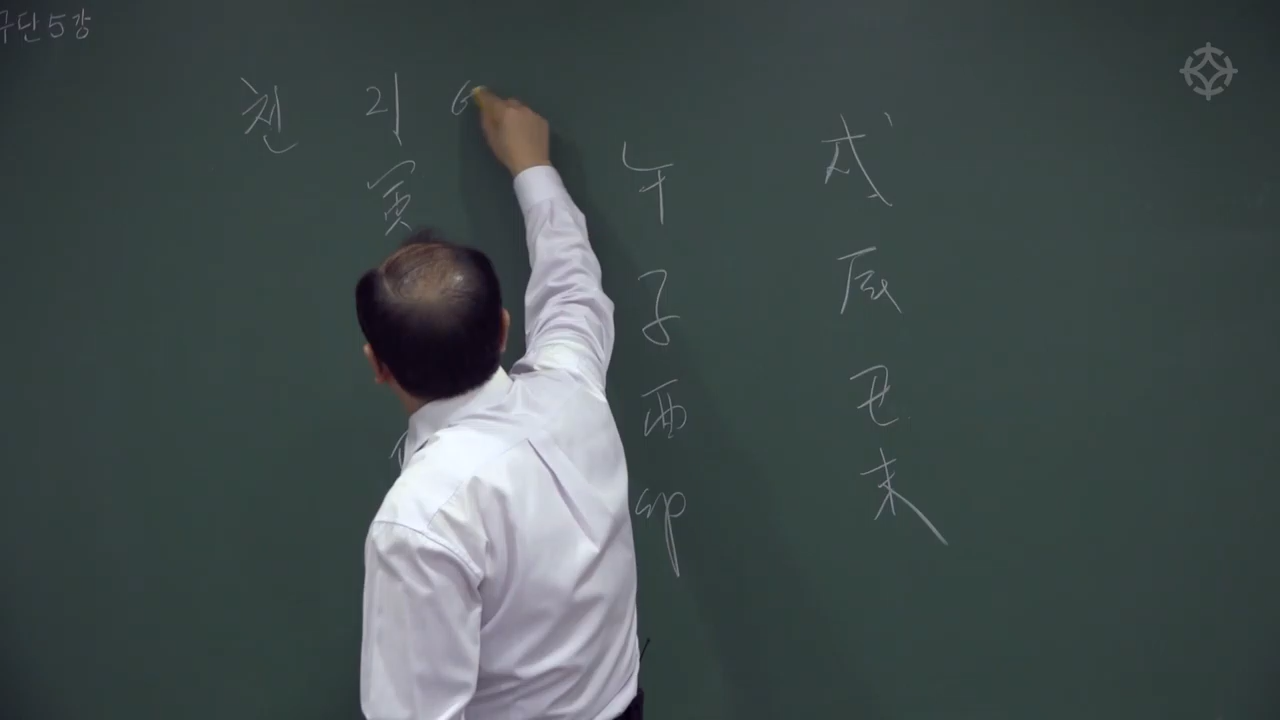 구단5강
천 리
寅 午 戌
子 辰
酉 丑
卯 未